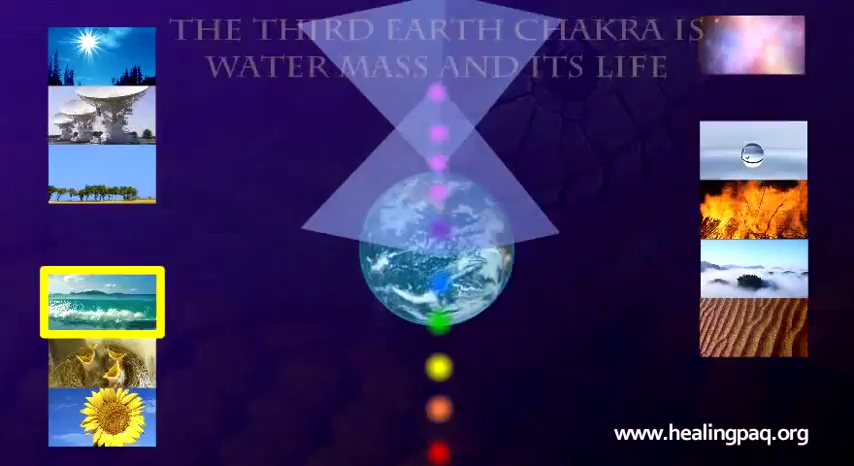 THE THIRD EARTH CHAKRA IS
WATER MASS AND ITS LIFE
www.healingpaq.org